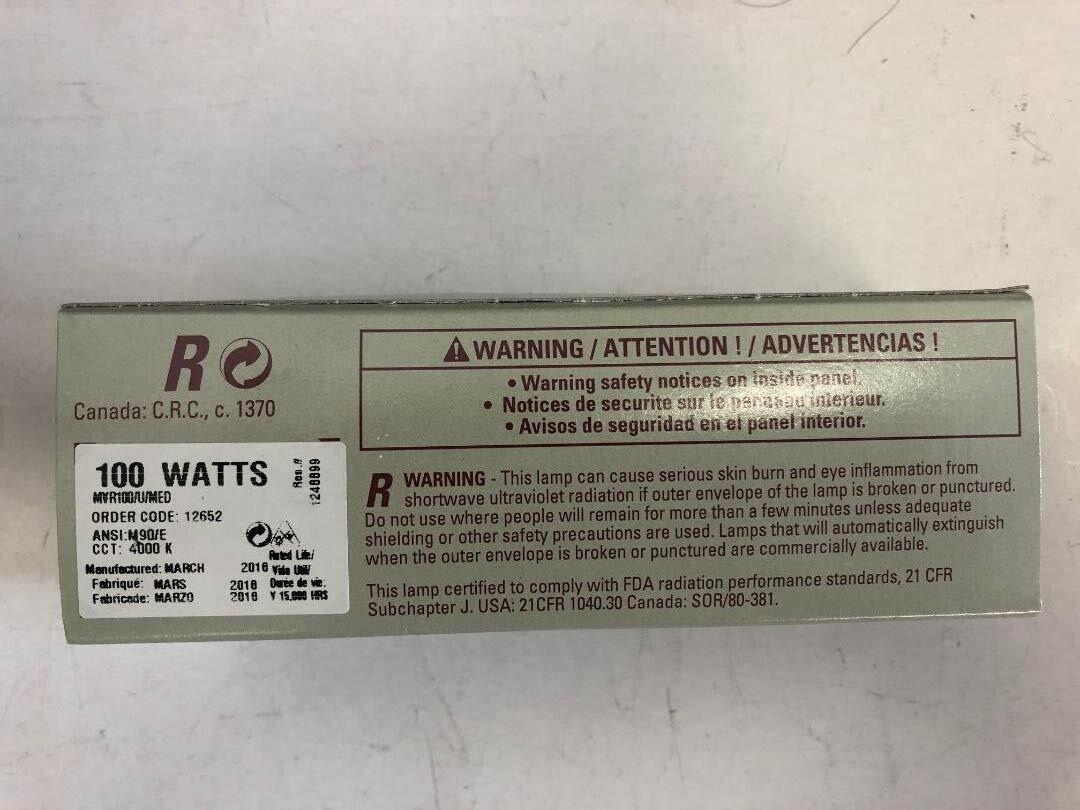 R
Canada: C.R.C., c. 1370
WARNING / ATTENTION ! / ADVERTENCIAS !
• Warning safety notices on inside panel.
• Notices de securite sur le panneau interieur.
• Avisos de seguridad en el panel interior.
100 WATTS
MVR100/U/MED
ORDER CODE: 12652
ANSI:M90/E
CCT: 4000 K
Manufactured: MARCH 2018
Fabriqué: MARS 2018
Fabricade: MARZO 2018
Rated Life/
Vida Util/
Duree de vie:
Y 15,000 HRS
1248899
R WARNING - This lamp can cause serious skin burn and eye inflammation from
shortwave ultraviolet radiation if outer envelope of the lamp is broken or punctured.
Do not use where people will remain for more than a few minutes unless adequate
shielding or other safety precautions are used. Lamps that will automatically extinguish
when the outer envelope is broken or punctured are commercially available.
This lamp certified to comply with FDA radiation performance standards, 21 CFR
Subchapter J. USA: 21CFR 1040.30 Canada: SOR/80-381.